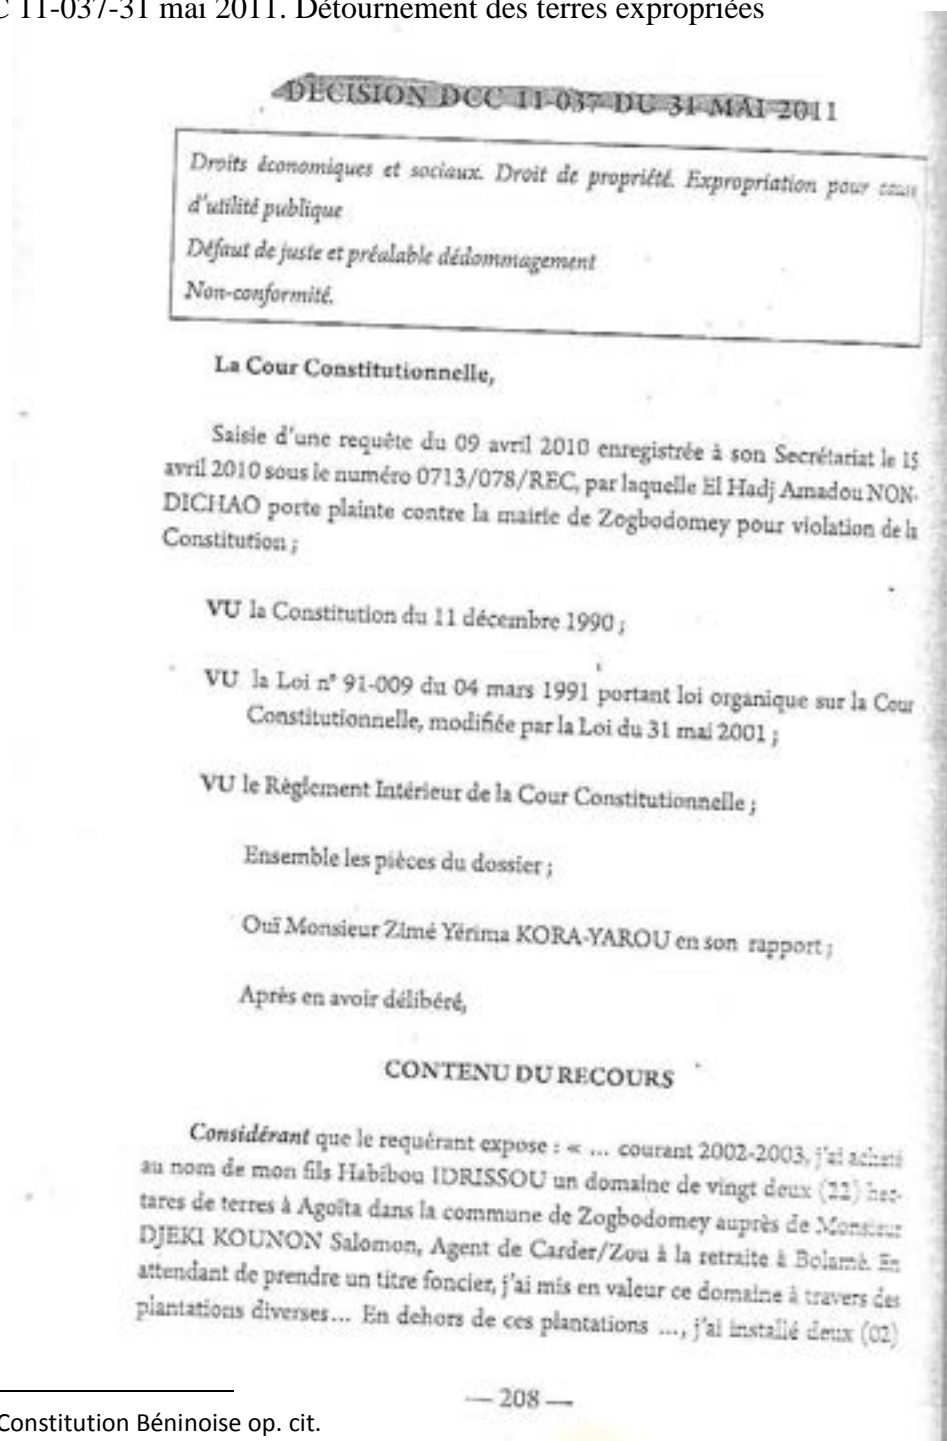 C 11-037-31 mai 2011. Détournement des terres expropriées
DECISION DCC 11-037 DU 31 MAI 2011
Droits économiques et sociaux. Droit de propriété. Expropriation pour cause
d'utilité publique
Défaut de juste et préalable dédommagement
Non-conformité.
La Cour Constitutionnelle,
Saisie d'une requête du 09 avril 2010 enregistrée à son Secrétariat le 15
avril 2010 sous le numéro 0713/078/REC, par laquelle El Hadj Amadou NON-
DICHAO porte plainte contre la mairie de Zogbodomey pour violation de la
Constitution ;
VU la Constitution du 11 décembre 1990 ;
VU la Loi n° 91-009 du 04 mars 1991 portant loi organique sur la Cour
Constitutionnelle, modifiée par la Loi du 31 mai 2001 ;
VU le Règlement Intérieur de la Cour Constitutionnelle ;
Ensemble les pièces du dossier ;
Ouï Monsieur Zimé Yérima KORA-YAROU en son rapport ;
Après en avoir délibéré,
CONTENU DU RECOURS
Considérant que le requérant expose : « ... courant 2002-2003, j'ai acheté
au nom de mon fils Habibou IDRISSOU un domaine de vingt deux (22) hec-
tares de terres à Agoïta dans la commune de Zogbodomey auprès de Monsieur
DJEKI KOUNON Salomon, Agent de Carder/Zou à la retraite à Bolamè. En
attendant de prendre un titre foncier, j'ai mis en valeur ce domaine à travers des
plantations diverses... En dehors de ces plantations ..., j'ai installé deux (02)
— 208 —
Constitution Béninoise op. cit.